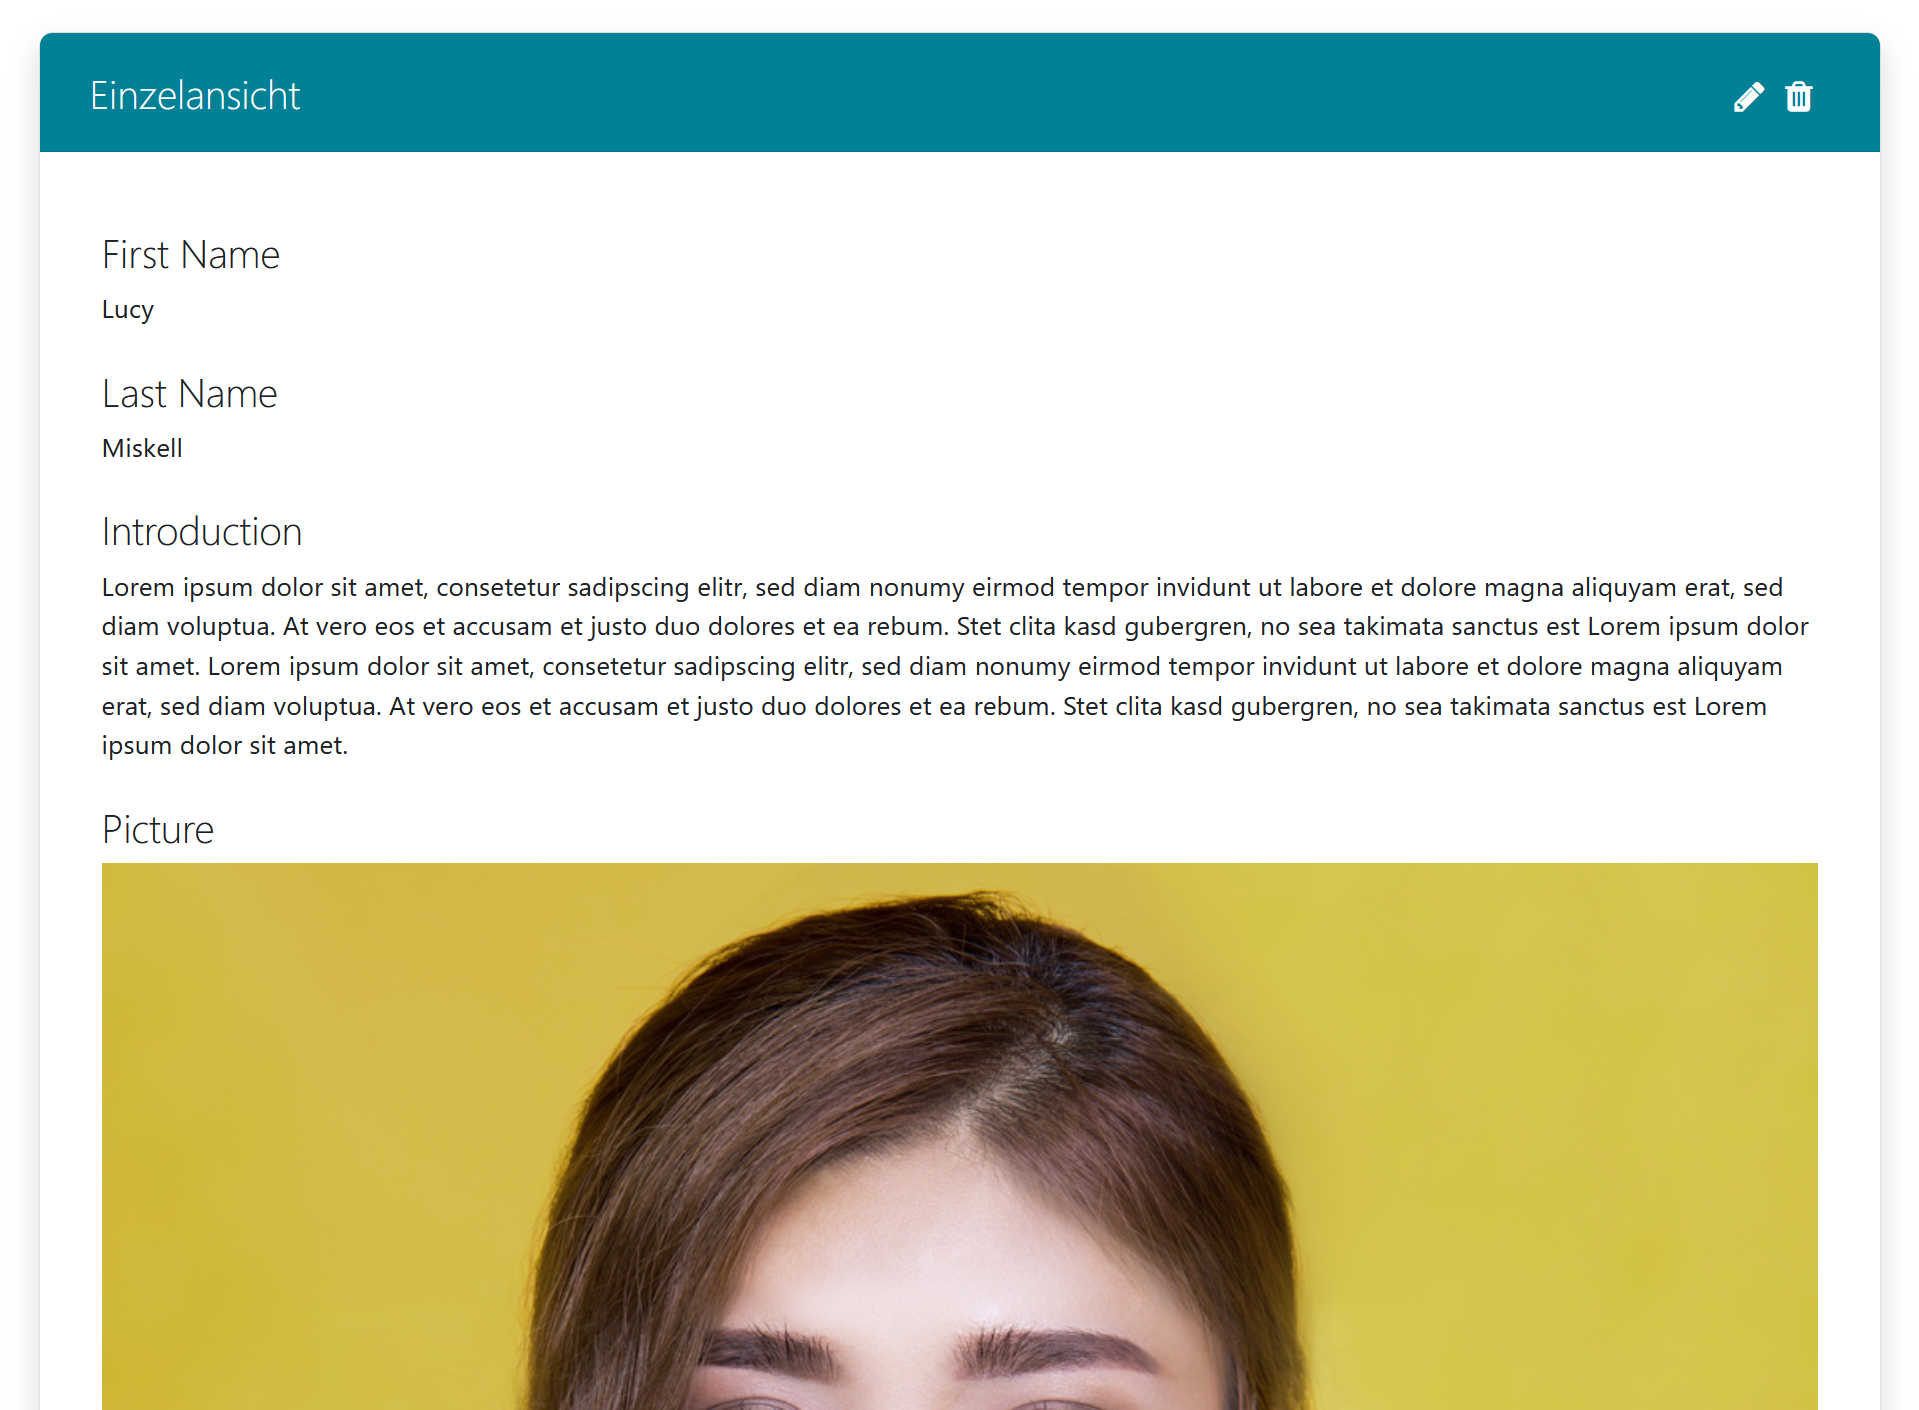 Einzelansicht
First Name
Lucy
Last Name
Miskell
Introduction
Lorem ipsum dolor sit amet, consetetur sadipscing elitr, sed diam nonumy eirmod tempor invidunt ut labore et dolore magna aliquyam erat, sed
diam voluptua. At vero eos et accusam et justo duo dolores et ea rebum. Stet clita kasd gubergren, no sea takimata sanctus est Lorem ipsum dolor
sit amet. Lorem ipsum dolor sit amet, consetetur sadipscing elitr, sed diam nonumy eirmod tempor invidunt ut labore et dolore magna aliquyam
erat, sed diam voluptua. At vero eos et accusam et justo duo dolores et ea rebum. Stet clita kasd gubergren, no sea takimata sanctus est Lorem
ipsum dolor sit amet.
Picture